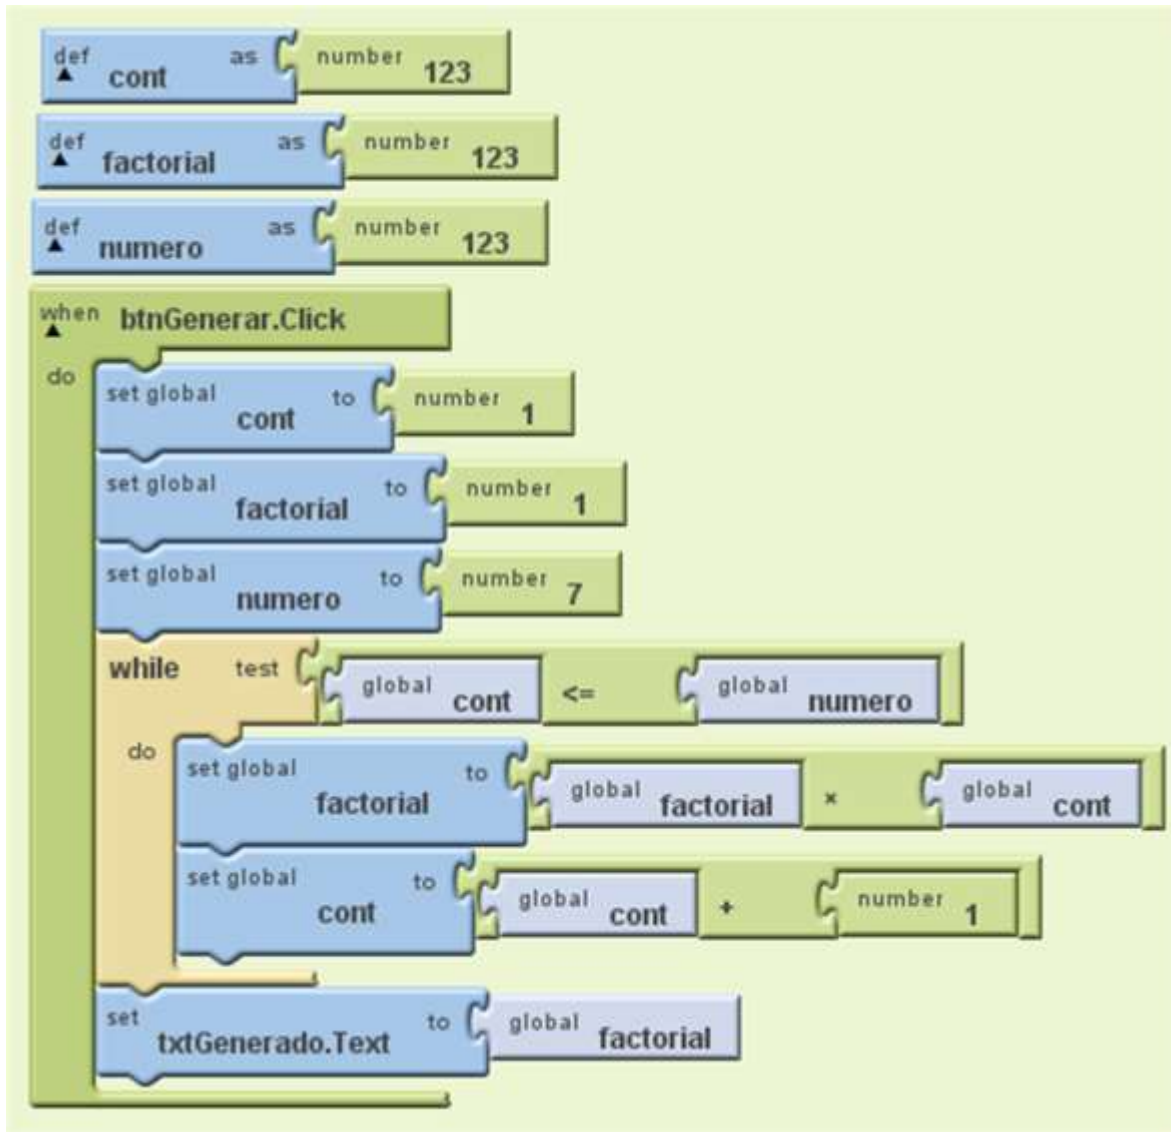 def cont as number 123
def factorial as number 123
def numero as number 123
when btnGenerar.Click
do set global cont to number 1
set global factorial to number 1
set global numero to number 7
while test global cont <= global numero
do set global factorial to global factorial × global cont
set global cont to global cont + number 1
set txtGenerado.Text to global factorial